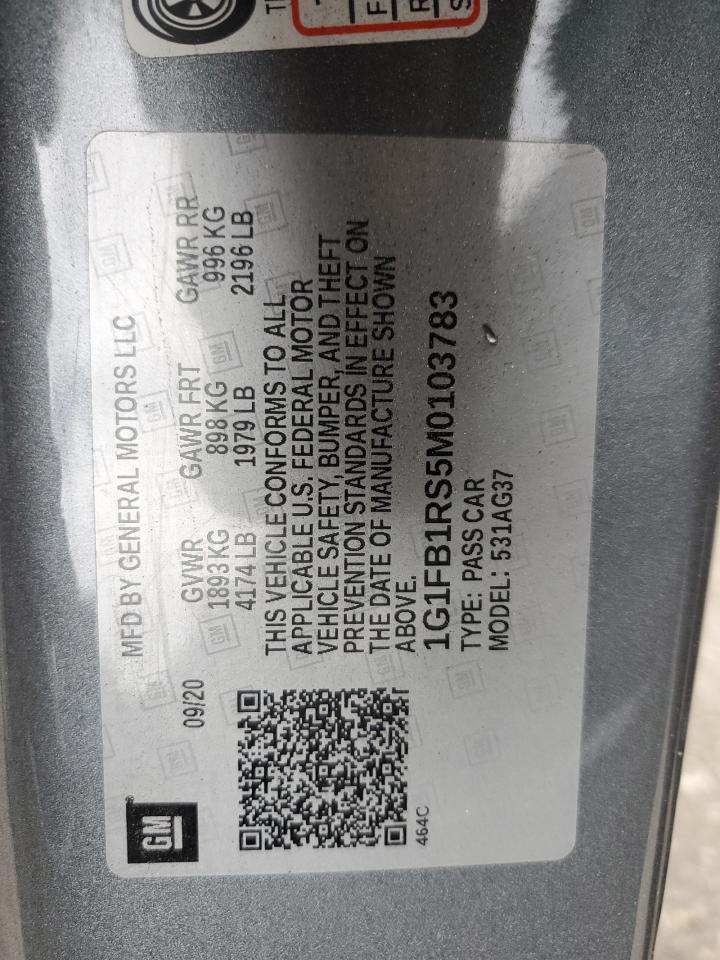 MFD BY GENERAL MOTORS LLC
GM
09/20
GVWR GAWR FRT GAWR RR
1893 KG 898 KG 996 KG
4174 LB 1979 LB 2196 LB
THIS VEHICLE CONFORMS TO ALL
APPLICABLE U.S. FEDERAL MOTOR
VEHICLE SAFETY, BUMPER, AND THEFT
PREVENTION STANDARDS IN EFFECT ON
THE DATE OF MANUFACTURE SHOWN
ABOVE.
1G1FB1RS5M0103783
TYPE: PASS CAR
MODEL: 531AG37
464C